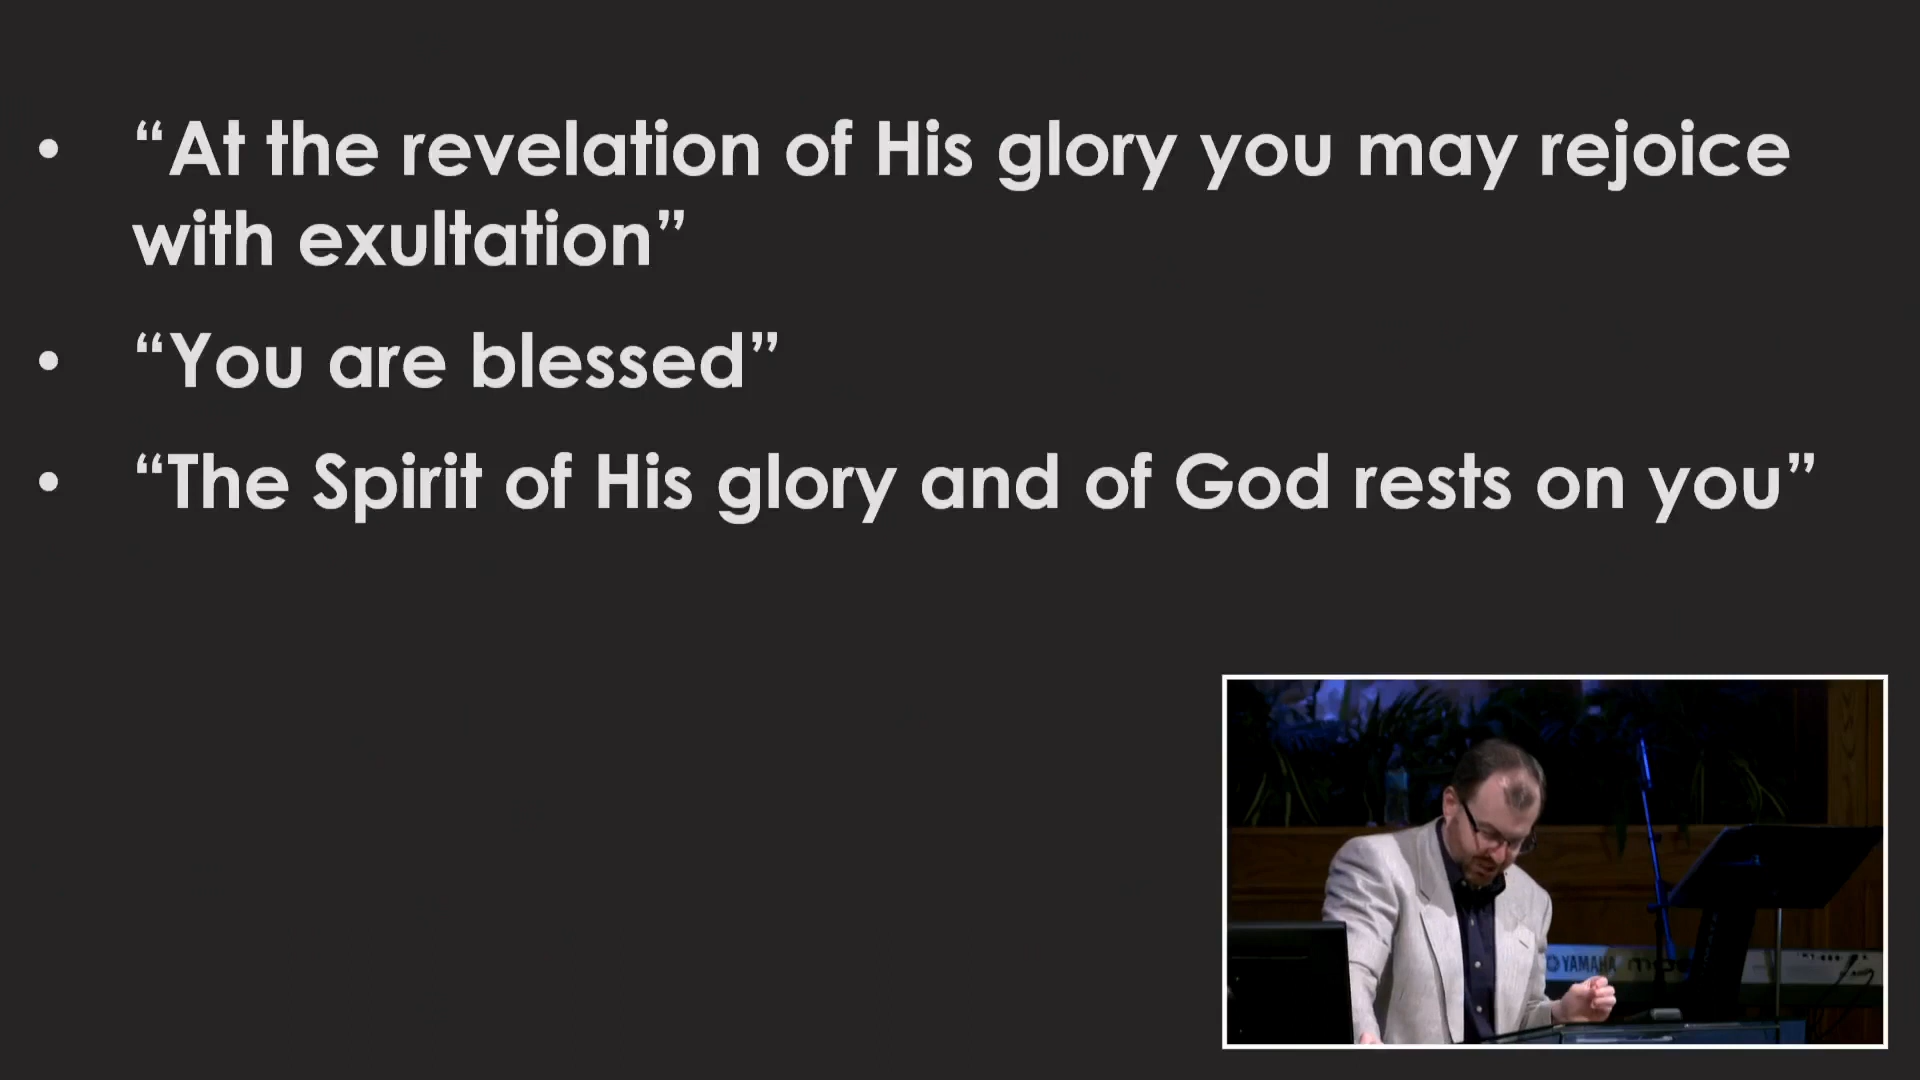 • “At the revelation of His glory you may rejoice
with exultation”
• “You are blessed”
• “The Spirit of His glory and of God rests on you”
YAMAHA